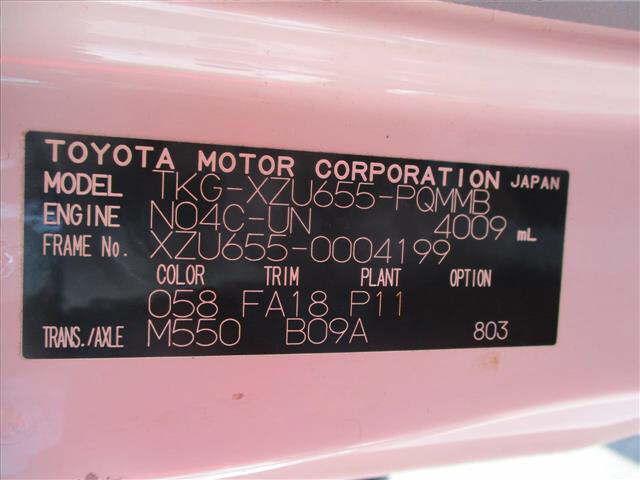 TOYOTA MOTOR CORPORATION JAPAN
MODEL TKG-XZU655-PQMMB
ENGINE N04C-UN 4009 mL
FRAME No. XZU655-0004199
COLOR TRIM PLANT OPTION
058 FA18 P11
TRANS./AXLE M550 B09A 803